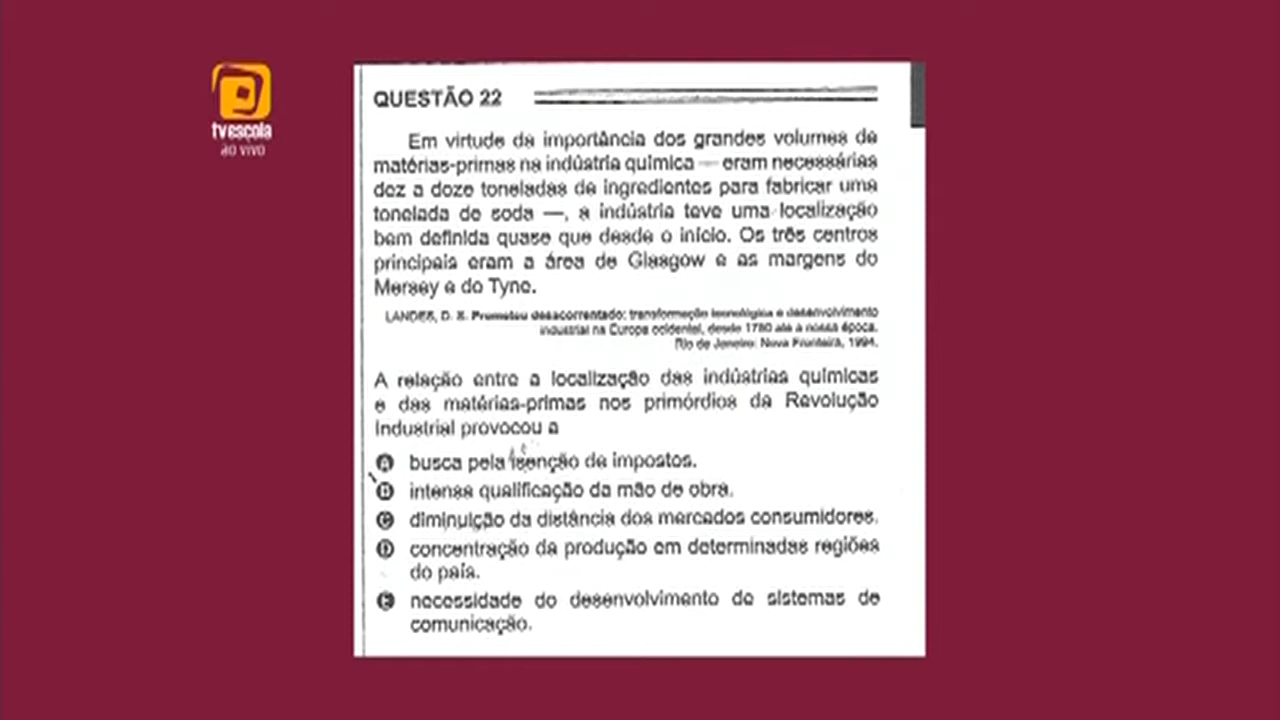 tvescola
ao vivo
QUESTÃO 22
Em virtude da importância dos grandes volumes de
matérias-primas na indústria química — eram necessárias
dez a doze toneladas de ingredientes para fabricar uma
tonelada de soda —, a indústria teve uma localização
bem definida quase que desde o início. Os três centros
principais eram a área de Glasgow e as margens do
Mersey e do Tyne.
LANDES, D. S. Prometeu desacorrentado: transformação tecnológica e desenvolvimento
industrial na Europa ocidental, desde 1750 até a nossa época.
Rio de Janeiro: Nova Fronteira, 1994.
A relação entre a localização das indústrias químicas
e das matérias-primas nos primórdios da Revolução
Industrial provocou a
A busca pela isenção de impostos.
B intensa qualificação da mão de obra.
C diminuição da distância dos mercados consumidores.
D concentração da produção em determinadas regiões
do país.
E necessidade do desenvolvimento de sistemas de
comunicação.